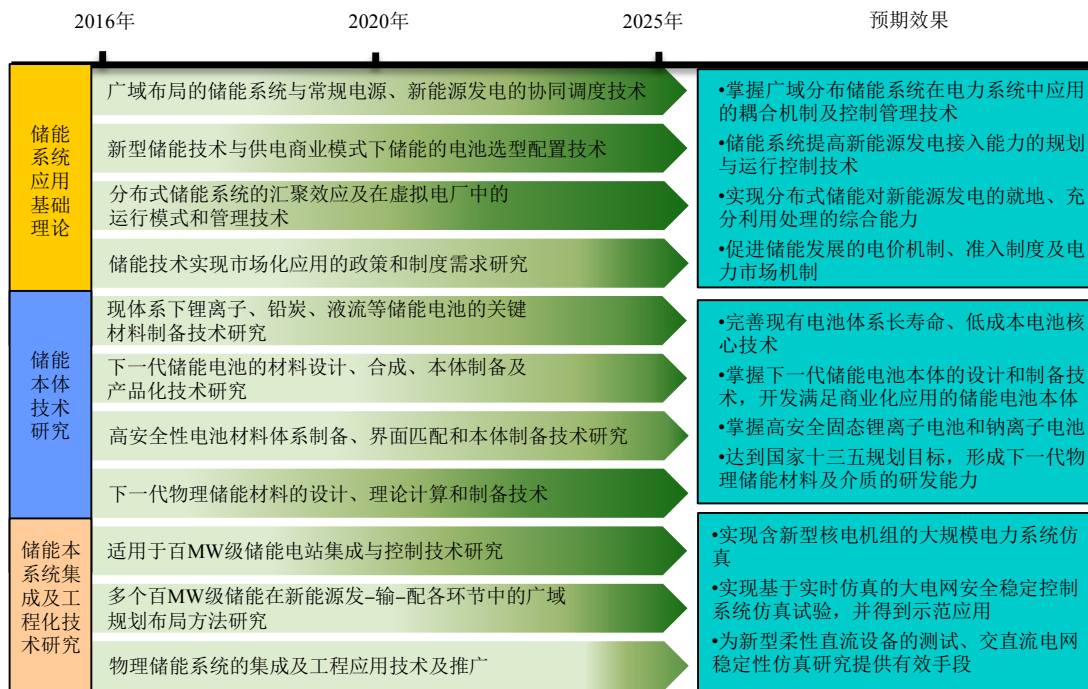 2016年
2020年
2025年
预期效果
储能
系统
应用
基础
理论
广域布局的储能系统与常规电源、新能源发电的协同调度技术
新型储能技术与供电商业模式下储能的电池选型配置技术
分布式储能系统的汇聚效应及在虚拟电厂中的
运行模式和管理技术
储能技术实现市场化应用的政策和制度需求研究
•掌握广域分布储能系统在电力系统中应用
的耦合机制及控制管理技术
•储能系统提高新能源发电接入能力的规划
与运行控制技术
•实现分布式储能对新能源发电的就地、充
分利用处理的综合能力
•促进储能发展的电价机制、准入制度及电
力市场机制
储能
本体
技术
研究
现体系下锂离子、铅炭、液流等储能电池的关键
材料制备技术研究
下一代储能电池的材料设计、合成、本体制备及
产品化技术研究
高安全性电池材料体系制备、界面匹配和本体制备技术研究
下一代物理储能材料的设计、理论计算和制备技术
•完善现有电池体系长寿命、低成本电池核
心技术
•掌握下一代储能电池本体的设计和制备技
术，开发满足商业化应用的储能电池本体
•掌握高安全固态锂离子电池和钠离子电池
•达到国家十三五规划目标，形成下一代物
理储能材料及介质的研发能力
储能本
系统集
成及工
程化技
术研究
适用于百MW级储能电站集成与控制技术研究
多个百MW级储能在新能源发–输–配各环节中的广域
规划布局方法研究
物理储能系统的集成及工程应用技术及推广
•实现含新型核电机组的大规模电力系统仿
真
•实现基于实时仿真的大电网安全稳定控制
系统仿真试验，并得到示范应用
•为新型柔性直流设备的测试、交直流电网
稳定性仿真研究提供有效手段